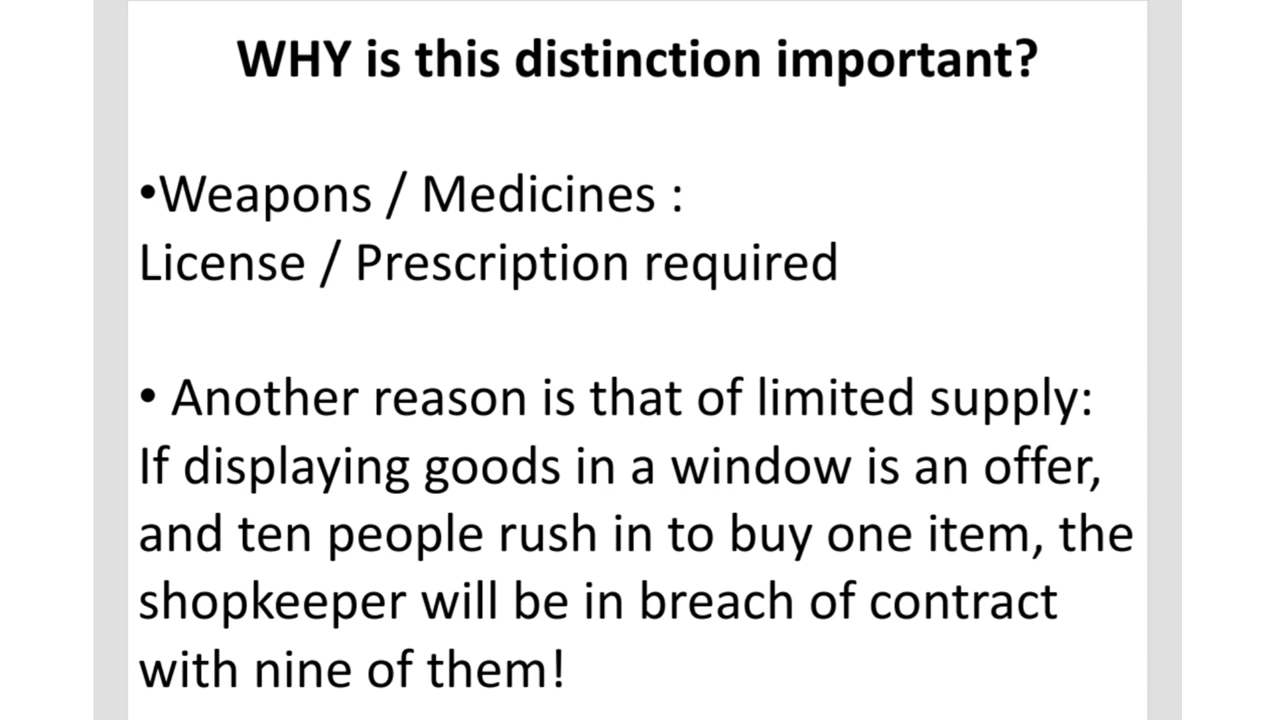 WHY is this distinction important?
•Weapons / Medicines :
License / Prescription required
• Another reason is that of limited supply:
If displaying goods in a window is an offer,
and ten people rush in to buy one item, the
shopkeeper will be in breach of contract
with nine of them!